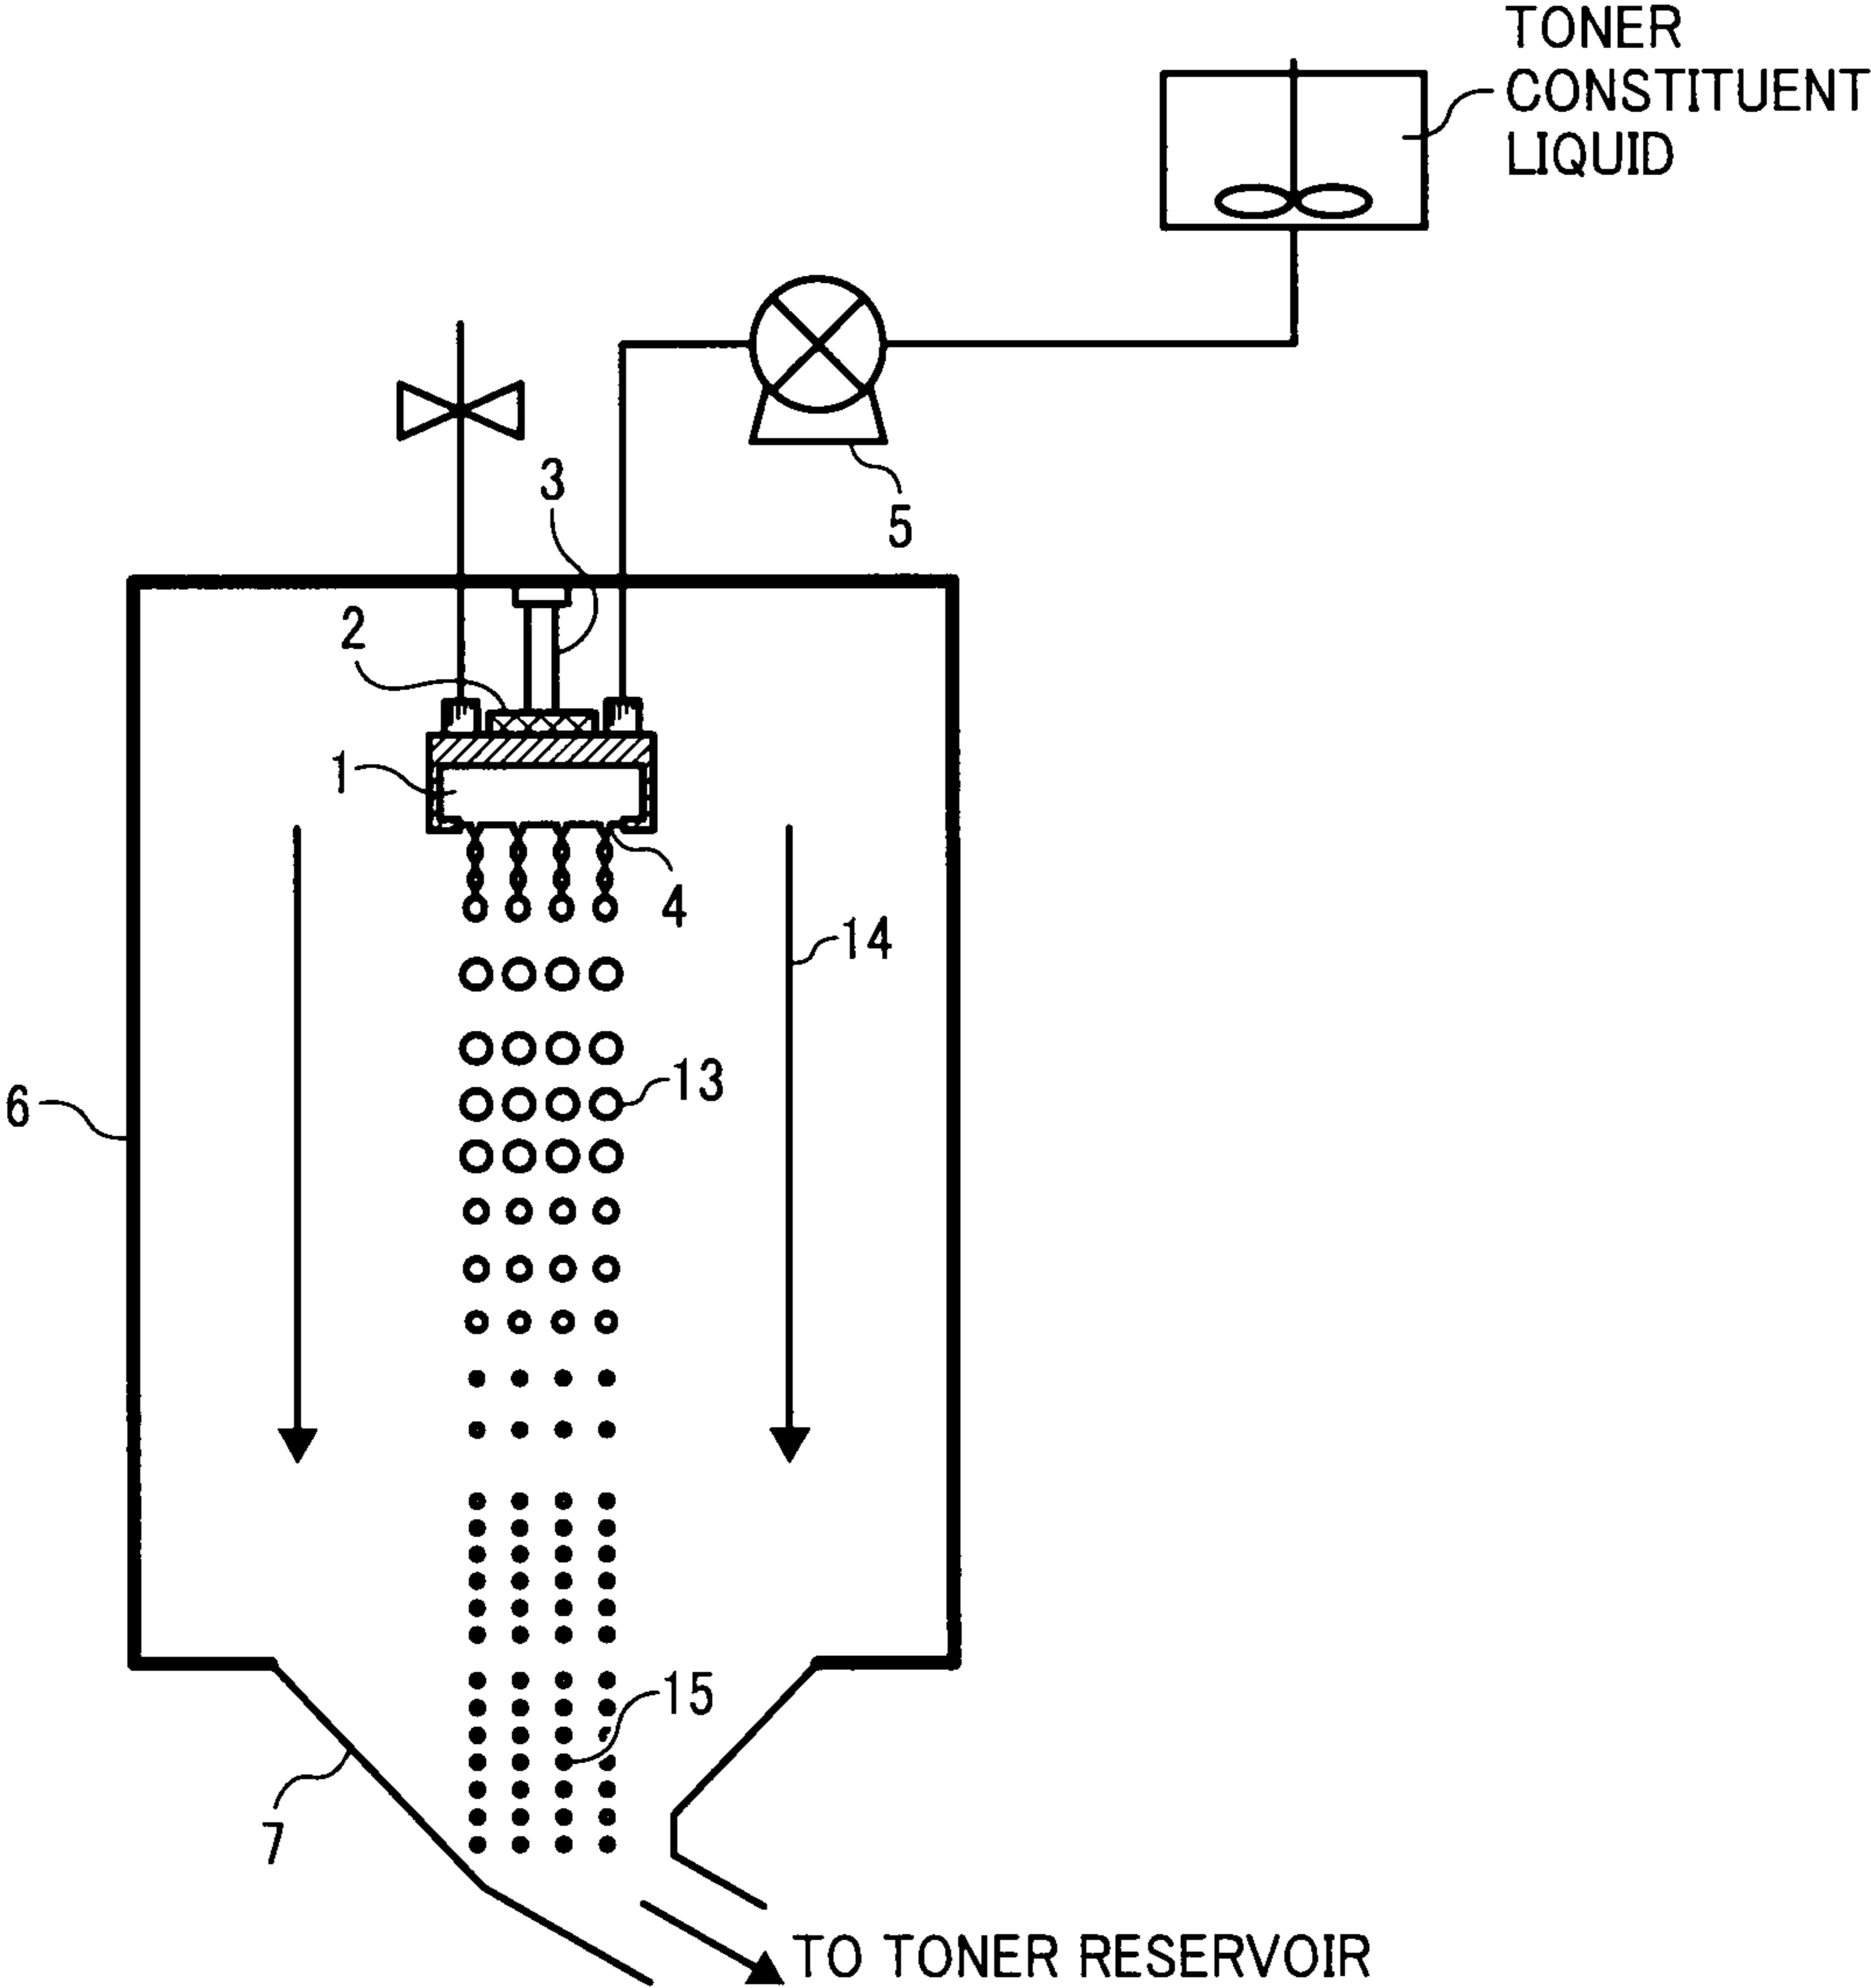 TONER
CONSTITUENT
LIQUID
3
5
2
1
4
14
13
6
15
7
TO TONER RESERVOIR